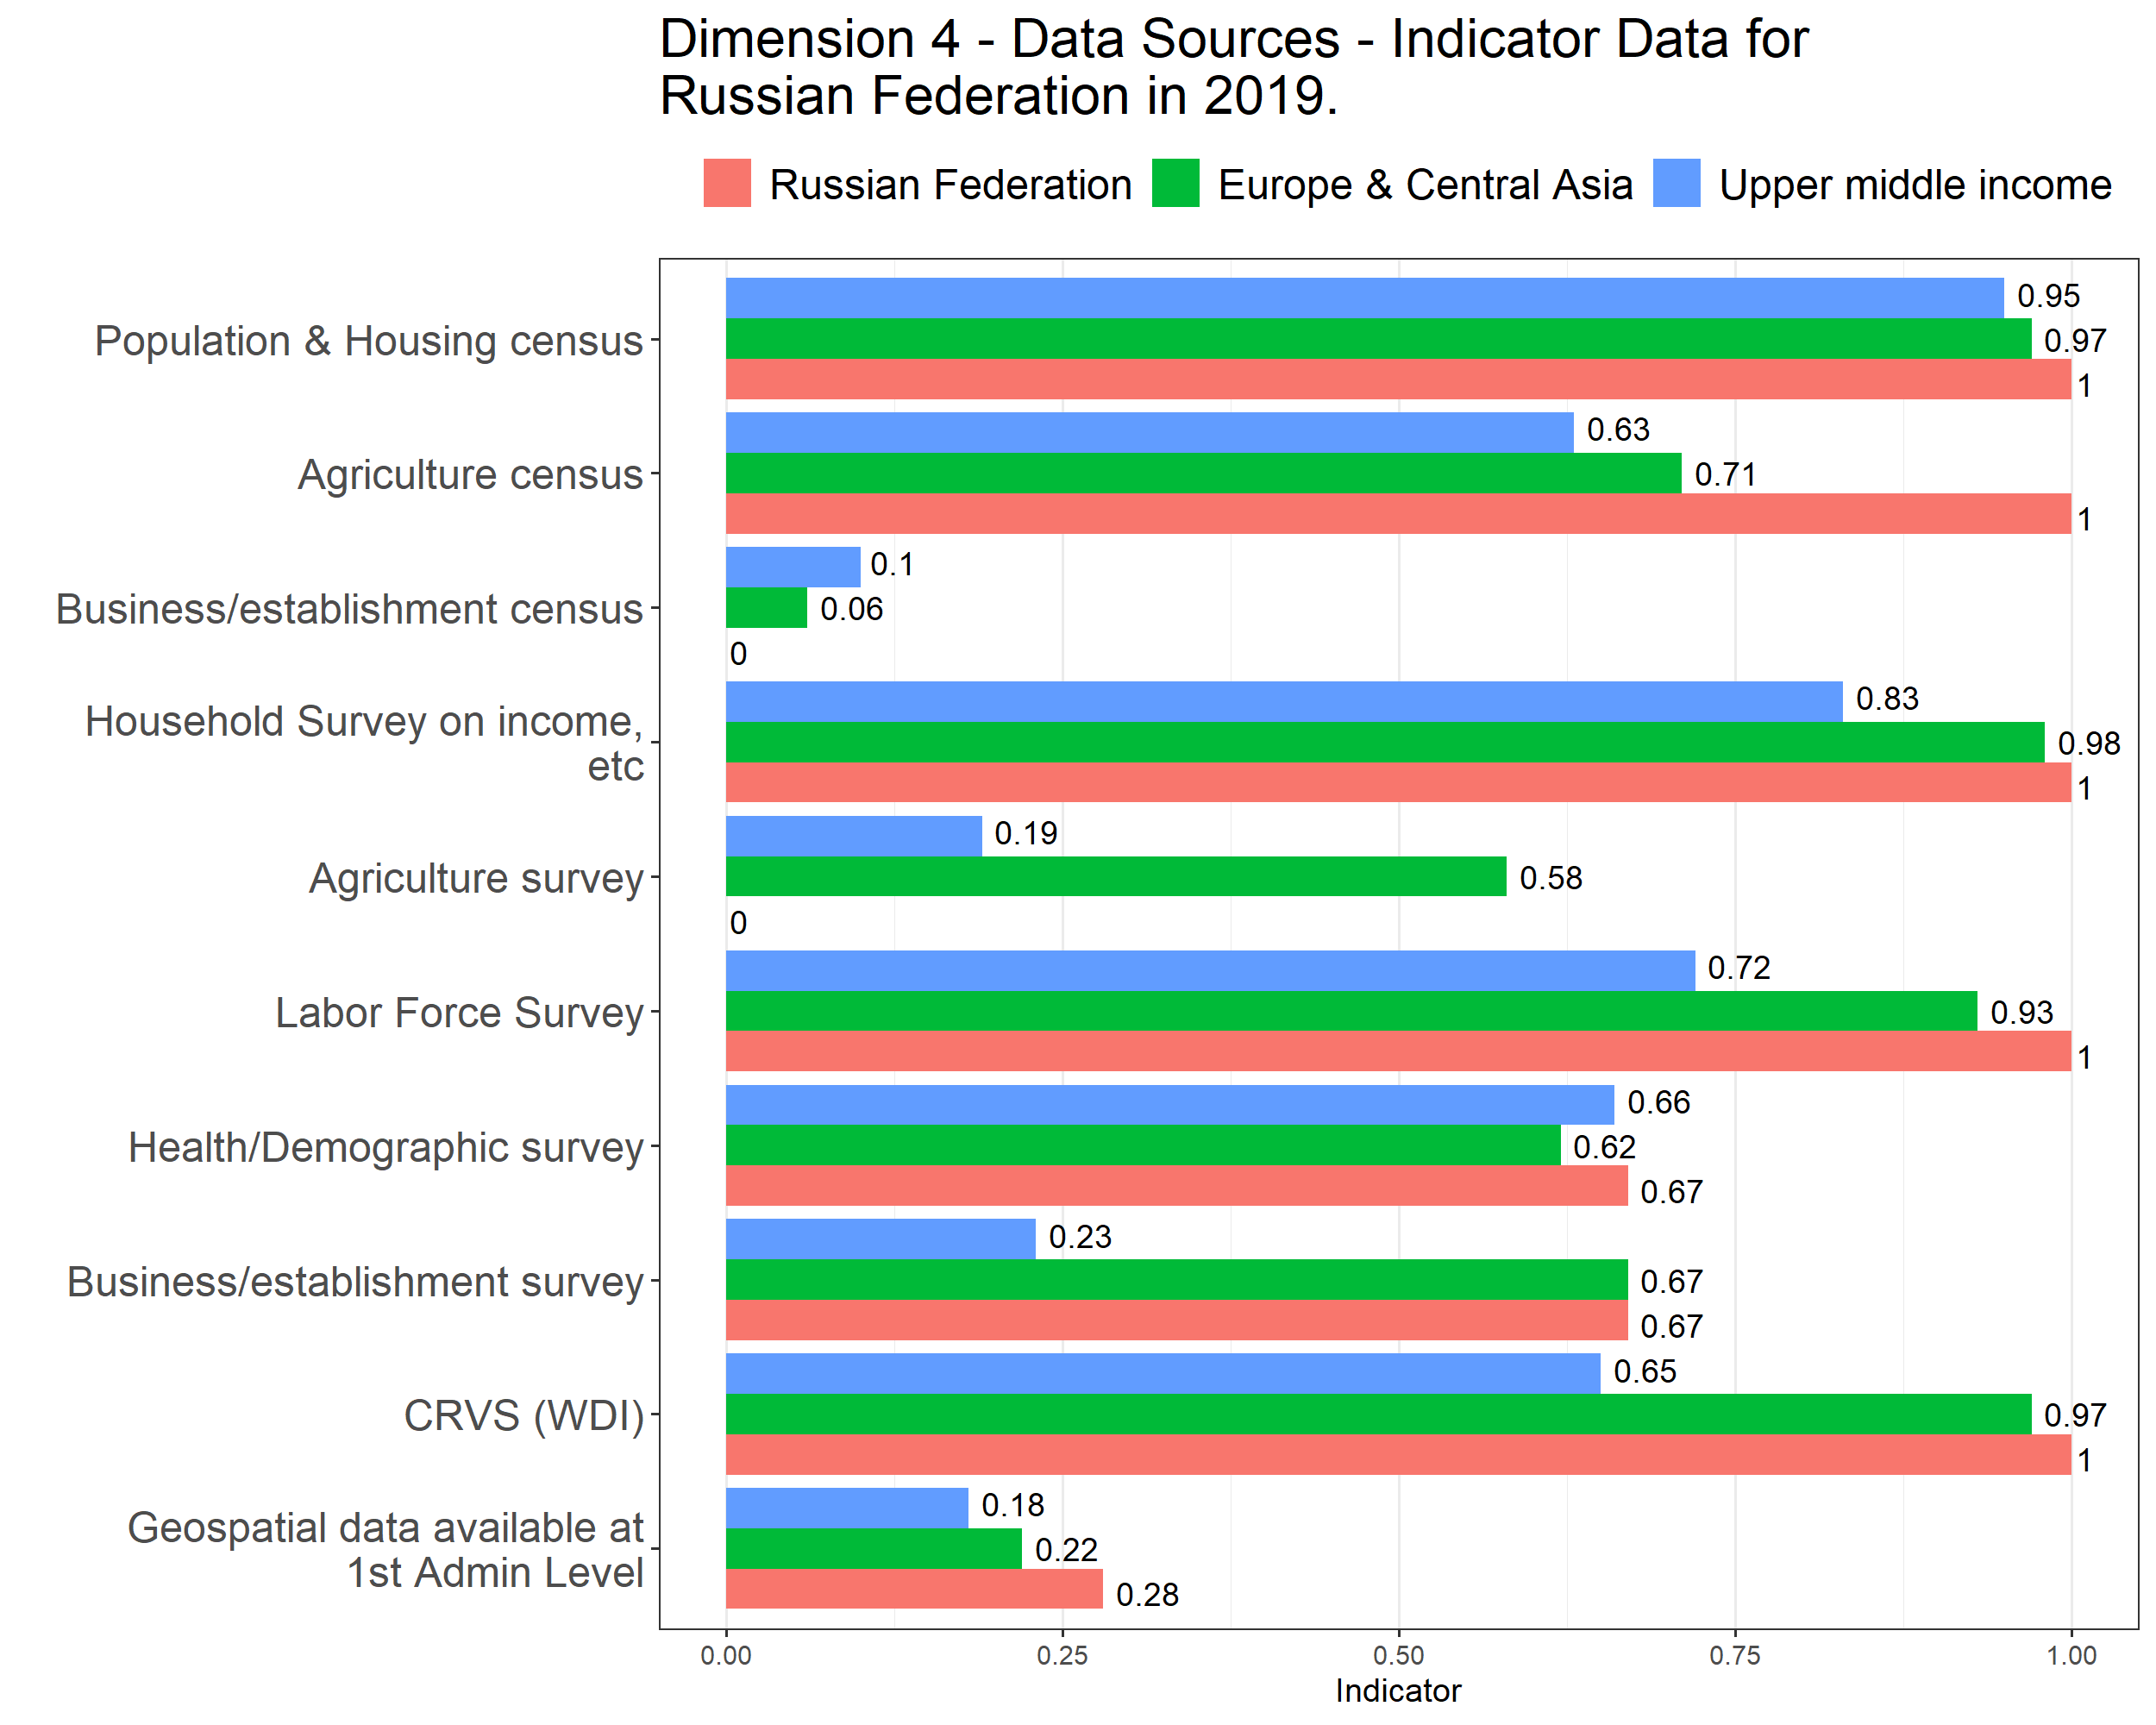 Dimension 4 - Data Sources - Indicator Data for
Russian Federation in 2019.
Russian Federation
Europe & Central Asia
Upper middle income
Population & Housing census
0.95
0.97
1
Agriculture census
0.63
0.71
1
Business/establishment census
0.1
0.06
0
Household Survey on income,
etc
0.83
0.98
1
Agriculture survey
0.19
0.58
0
Labor Force Survey
0.72
0.93
1
Health/Demographic survey
0.66
0.62
0.67
Business/establishment survey
0.23
0.67
0.67
CRVS (WDI)
0.65
0.97
1
Geospatial data available at
1st Admin Level
0.18
0.22
0.28
0.00
0.25
0.50
0.75
1.00
Indicator